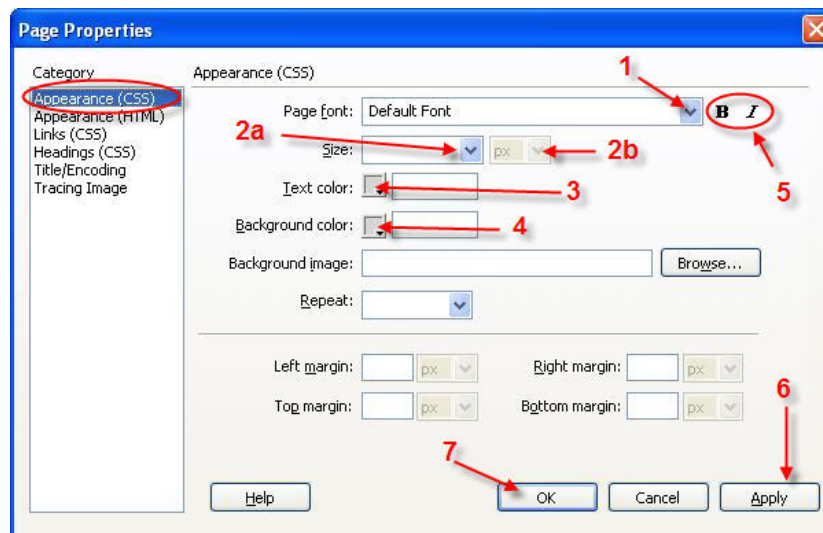 Page Properties
Category
Appearance (CSS)
Appearance (HTML)
Links (CSS)
Headings (CSS)
Title/Encoding
Tracing Image
Appearance (CSS)
1
Page font: Default Font B I
2a
Size: px 2b
5
Text color: 3
Background color: 4
Background image: Browse...
Repeat:
Left margin: px Right margin: px
Top margin: px Bottom margin: px
6
7
Help OK Cancel Apply